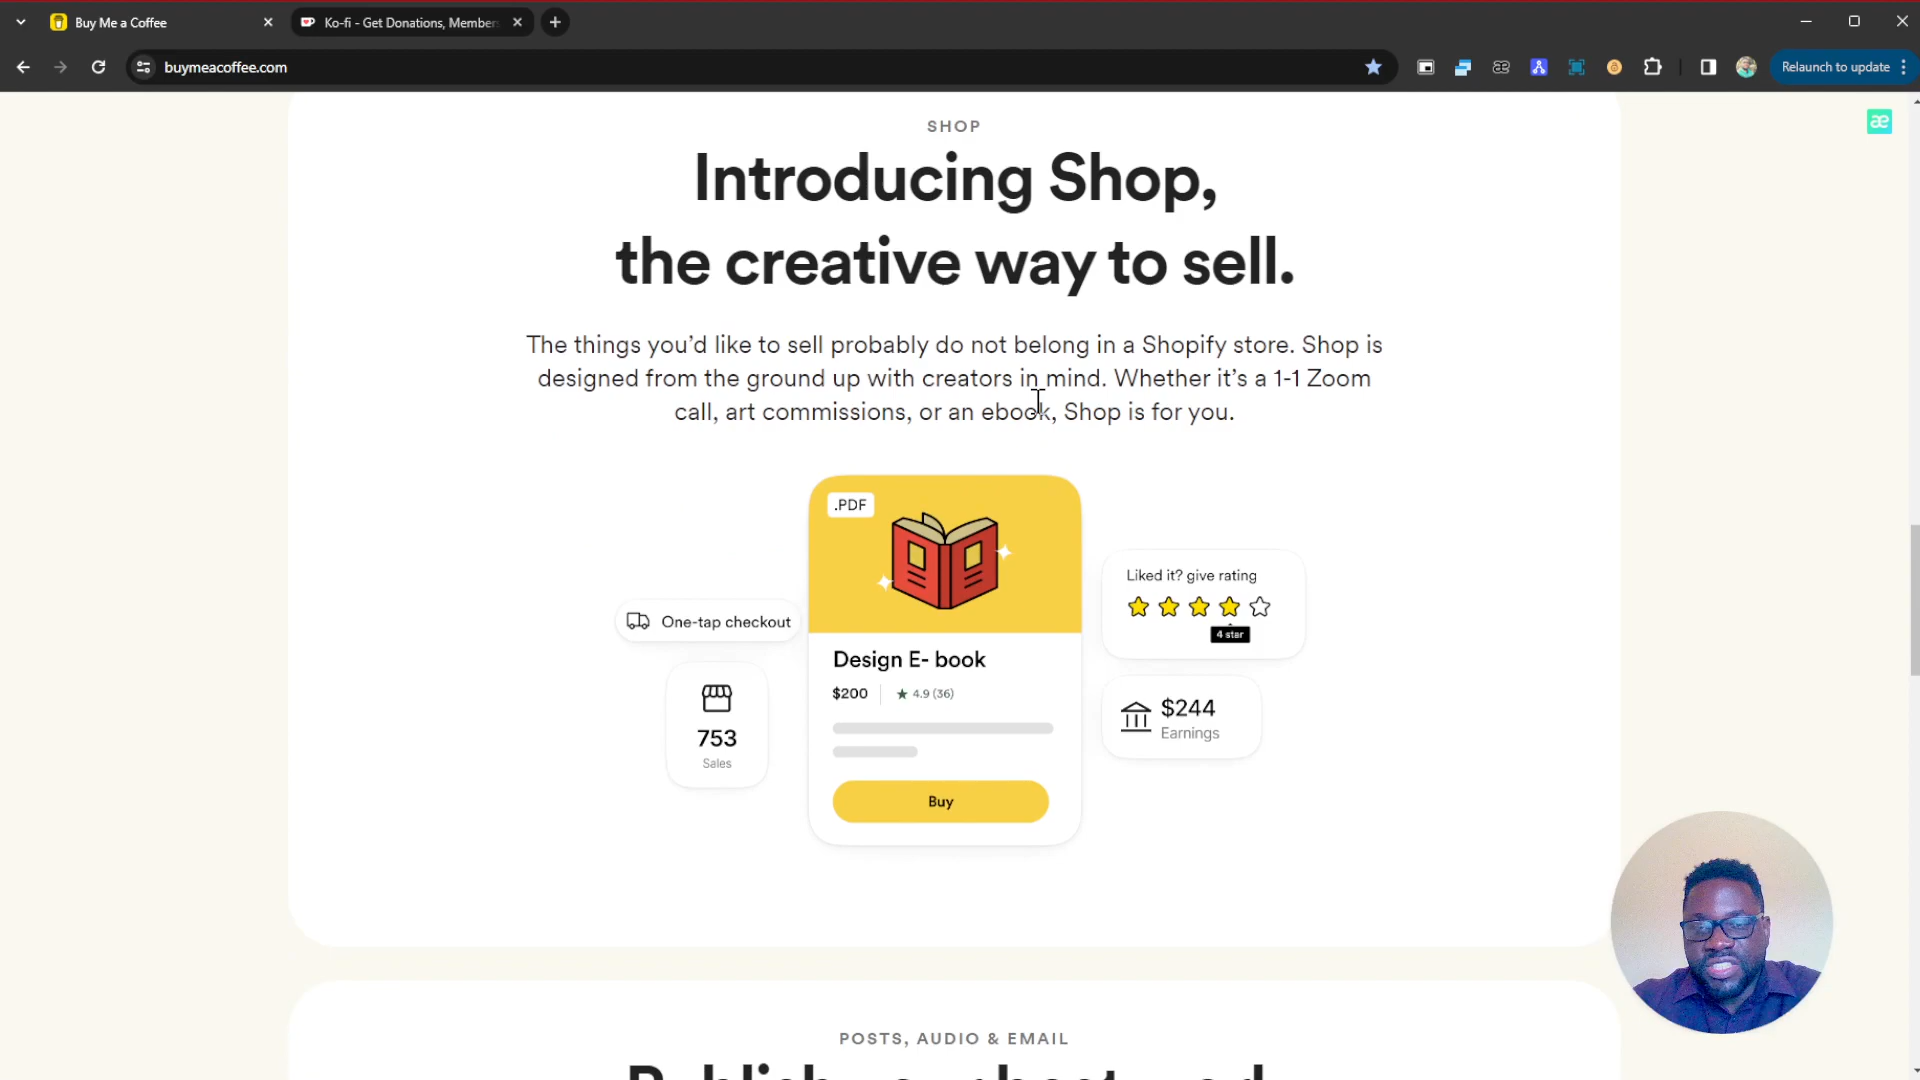 Buy Me a Coffee
Ko-fi - Get Donations, Member
buymeacoffee.com
Relaunch to update
æ
æ
SHOP
Introducing Shop,
the creative way to sell.
The things you'd like to sell probably do not belong in a Shopify store. Shop is
designed from the ground up with creators in mind. Whether it's a 1-1 Zoom
call, art commissions, or an ebook, Shop is for you.
.PDF
Liked it? give rating
4 star
One-tap checkout
Design E- book
$200
★ 4.9 (36)
$244
Earnings
753
Sales
Buy
POSTS, AUDIO & EMAIL